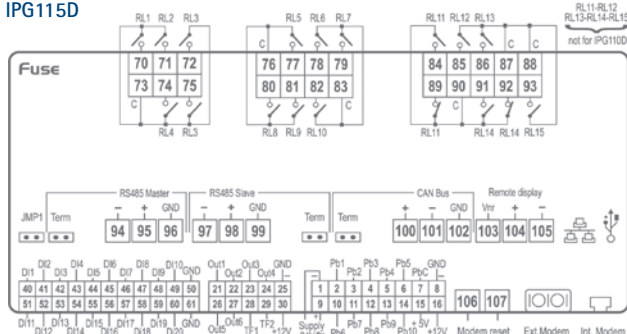 IPG115D
RL1 RL2 RL3
RL5 RL6 RL7
RL11 RL12 RL13
RL11-RL12
RL13-RL14-RL15
not for IPG110D
C
C C
Fuse
70 71 72
76 77 78 79
84 85 86 87 88
73 74 75
80 81 82 83
89 90 91 92 93
C
C
RL4 RL3
RL8 RL9 RL10
RL11 RL14 RL14 RL15
RS485 Master
RS485 Slave
CAN Bus
Remote display
JMP1 Term
- + GND
- + GND
Term Term
+ - GND
Vnr + -
94 95 96
97 98 99
100 101 102
103 104 105
DI1 DI2 DI3 DI4 DI5 DI6 DI7 DI8 DI9 DI10 GND
Out1 Out2 Out3 Out4 GND
Pb1 Pb2 Pb3 Pb4 Pb5 PbC GND
40 41 42 43 44 45 46 47 48 49 50
21 22 23 24 25
1 2 3 4 5 6 7 8
51 52 53 54 55 56 57 58 59 60 61
26 27 28 29 30
9 10 11 12 13 14 15 16
106 107
DI11 DI12 DI13 DI14 DI15 DI16 DI17 DI18 DI19 DI20 GND
Out5 Out6 TF1 TF2 +12V
Supply
Pb6 Pb7 Pb8 Pb9 Pb10 + 5V +12V
Modem reset
Ext.Modem
Int. Modem